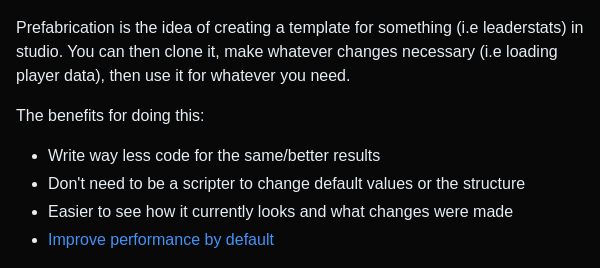 Prefabrication is the idea of creating a template for something (i.e leaderstats) in
studio. You can then clone it, make whatever changes necessary (i.e loading
player data), then use it for whatever you need.
The benefits for doing this:
• Write way less code for the same/better results
• Don't need to be a scripter to change default values or the structure
• Easier to see how it currently looks and what changes were made
• Improve performance by default